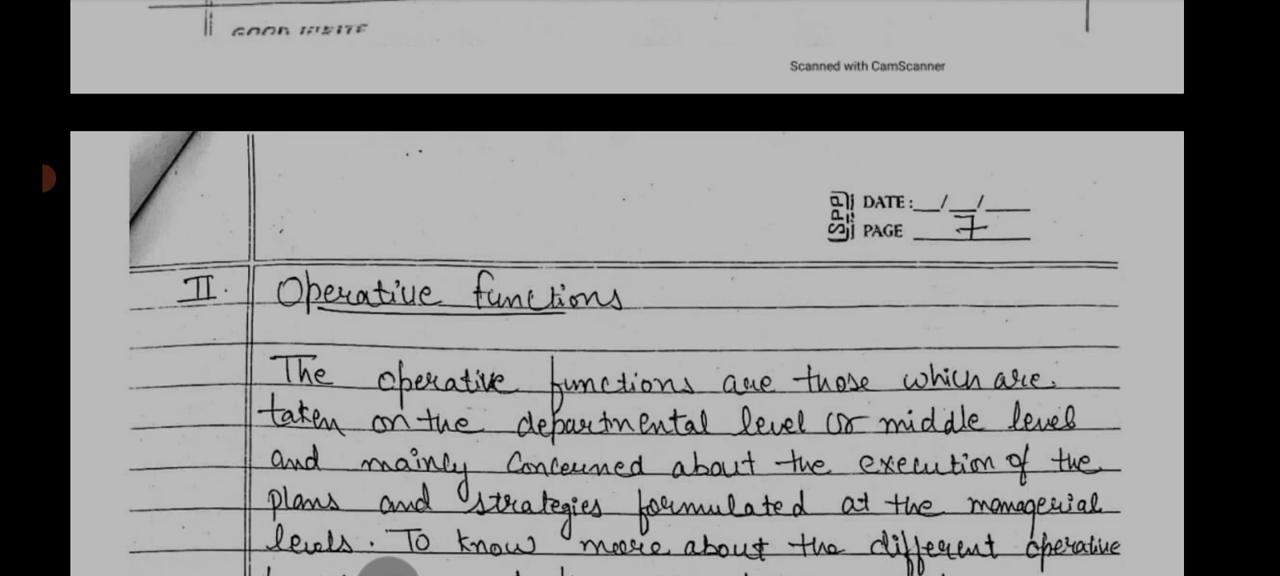 Scanned with CamScanner
DATE: __/__/__
PAGE 7
II. Operative functions
The operative functions are those which are
taken on the departmental level or middle level
and mainly Concerned about the execution of the
plans and strategies formulated at the managerial
levels. To know more about the different operative